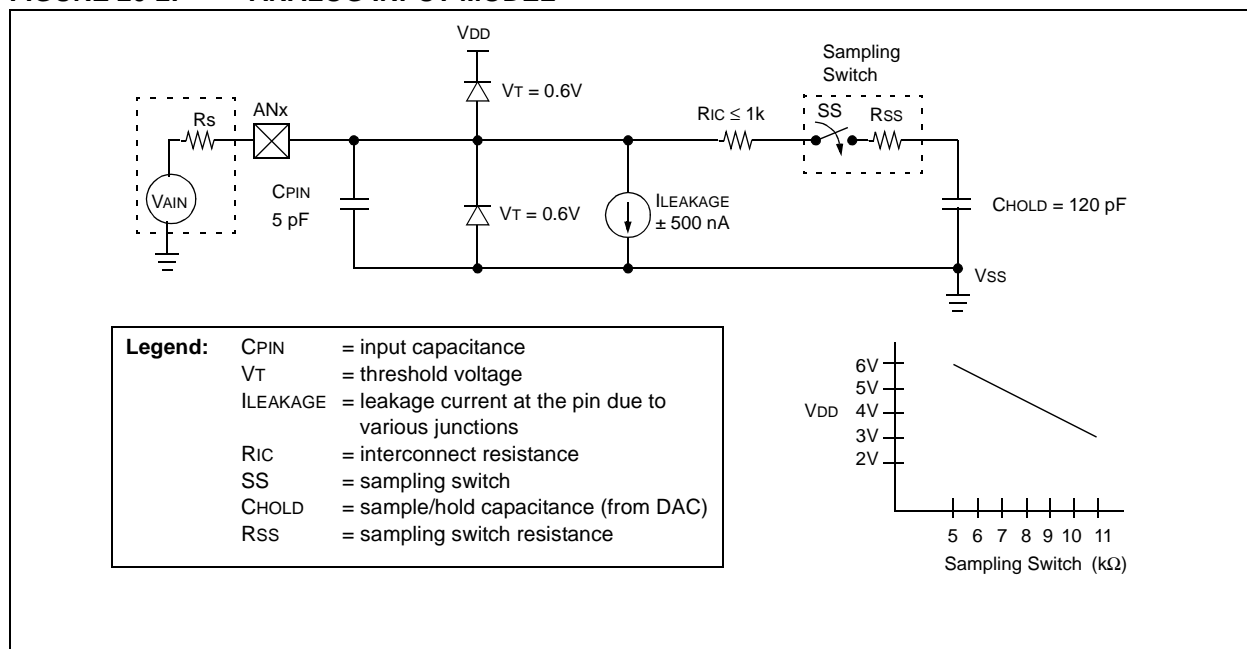 VDD
Sampling
Switch
VT = 0.6V
ANx
RIC ≤ 1k
SS
RSS
Rs
VAIN
CPIN
5 pF
VT = 0.6V
ILEAKAGE
± 500 nA
CHOLD = 120 pF
VSS
Legend: CPIN = input capacitance
VT = threshold voltage
ILEAKAGE = leakage current at the pin due to
various junctions
RIC = interconnect resistance
SS = sampling switch
CHOLD = sample/hold capacitance (from DAC)
RSS = sampling switch resistance
6V
5V
VDD 4V
3V
2V
5 6 7 8 9 10 11
Sampling Switch (kΩ)